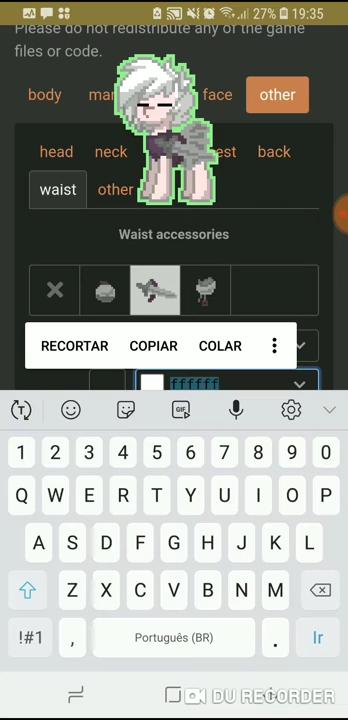 27% 19:35
Please do not redistribute any of the game
files or code.
body face other
head neck back
waist other
Waist accessories
RECORTAR COPIAR COLAR
ffffff
GIF
1 2 3 4 5 6 7 8 9 0
Q W E R T Y U I O P
A S D F G H J K L
Z X C V B N M
!#1 , Português (BR) . Ir
DU RECORDER